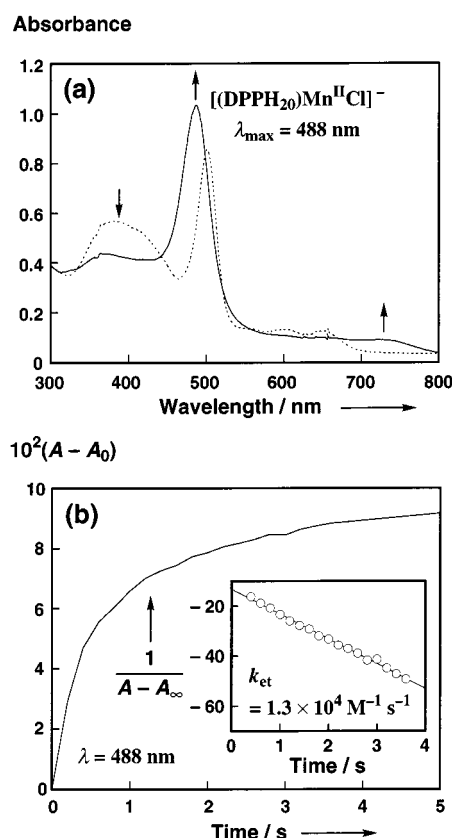 Absorbance
(a)
[(DPPH₂₀)MnᴵᴵCl]⁻
λmax = 488 nm
1.2
1.0
0.8
0.6
0.4
0.2
0
300 400 500 600 700 800
Wavelength / nm
10²(A – A₀)
(b)
10
8
6
4
2
0
1
A – A∞
λ = 488 nm
– 20
– 40
– 60
kₑₜ
= 1.3 × 10⁴ M⁻¹ s⁻¹
0 1 2 3 4
Time / s
0 1 2 3 4 5
Time / s